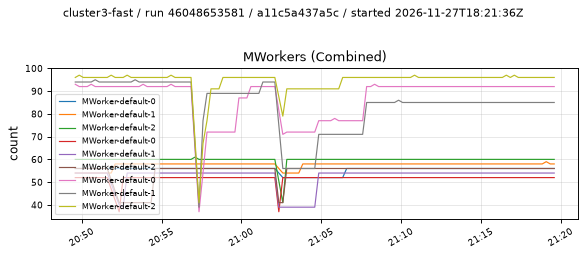 cluster3-fast / run 46048653581 / a11c5a437a5c / started 2026-11-27T18:21:36Z
MWorkers (Combined)
count
100
90
80
70
60
50
40
MWorker-default-0
MWorker-default-1
MWorker-default-2
MWorker-default-0
MWorker-default-1
MWorker-default-2
MWorker-default-0
MWorker-default-1
MWorker-default-2
20:50
20:55
21:00
21:05
21:10
21:15
21:20